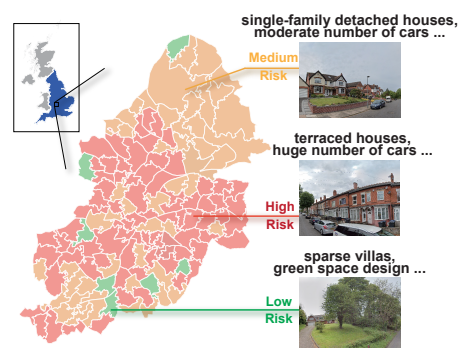 single-family detached houses,
moderate number of cars ...
Medium
Risk
terraced houses,
huge number of cars ...
High
Risk
sparse villas,
green space design ...
Low
Risk